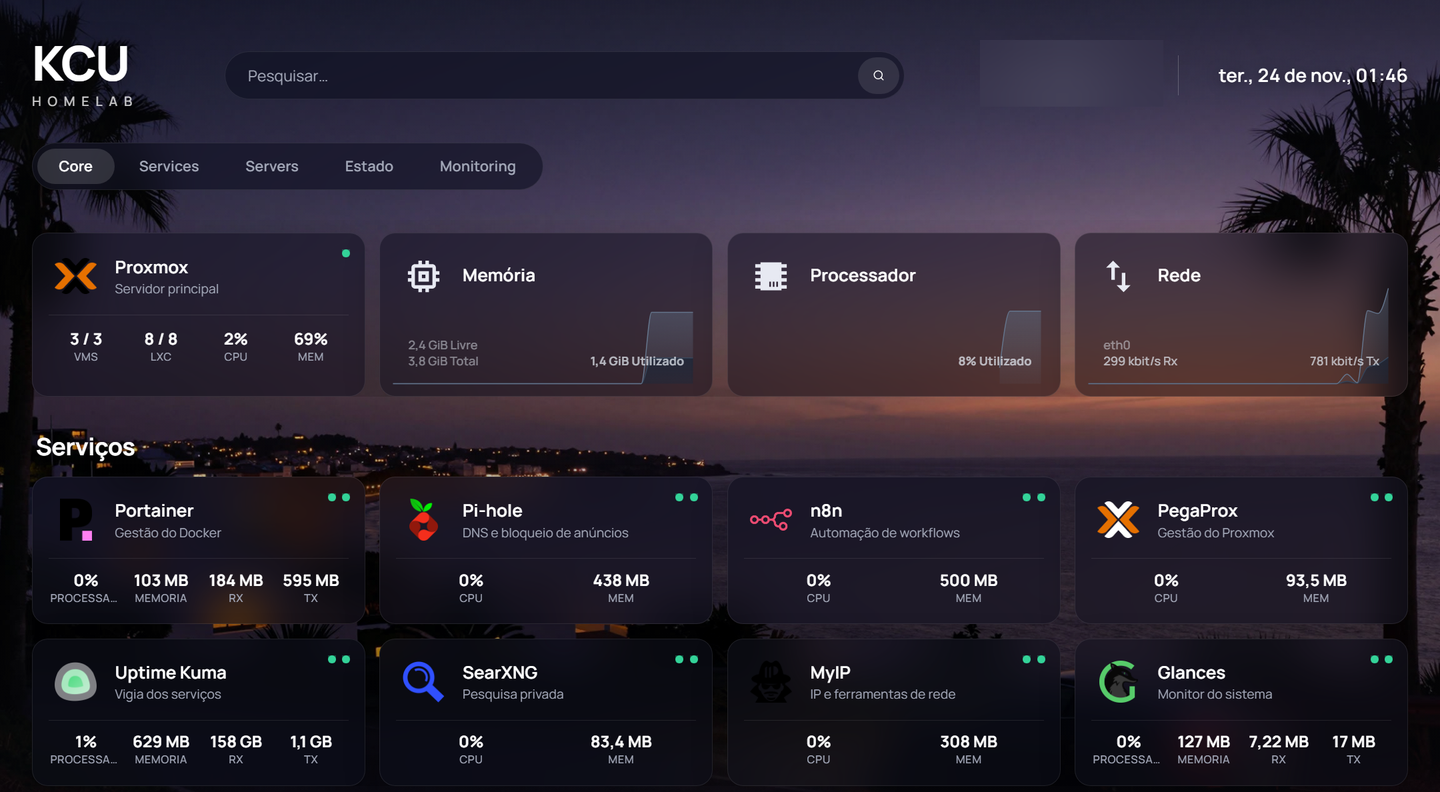 KCU
HOMELAB
Pesquisar...
ter., 24 de nov., 01:46
Core Services Servers Estado Monitoring
Proxmox
Servidor principal
3 / 3 8 / 8 2% 69%
VMS LXC CPU MEM
Memória
2,4 GiB Livre
3,8 GiB Total 1,4 GiB Utilizado
Processador
8% Utilizado
Rede
eth0
299 kbit/s Rx 781 kbit/s Tx
Serviços
Portainer
Gestão do Docker
0% 103 MB 184 MB 595 MB
PROCESSA... MEMORIA RX TX
Pi-hole
DNS e bloqueio de anúncios
0% 438 MB
CPU MEM
n8n
Automação de workflows
0% 500 MB
CPU MEM
PegaProx
Gestão do Proxmox
0% 93,5 MB
CPU MEM
Uptime Kuma
Vigia dos serviços
1% 629 MB 158 GB 1,1 GB
PROCESSA... MEMORIA RX TX
SearXNG
Pesquisa privada
0% 83,4 MB
CPU MEM
MyIP
IP e ferramentas de rede
0% 308 MB
CPU MEM
Glances
Monitor do sistema
0% 127 MB 7,22 MB 17 MB
PROCESSA... MEMORIA RX TX